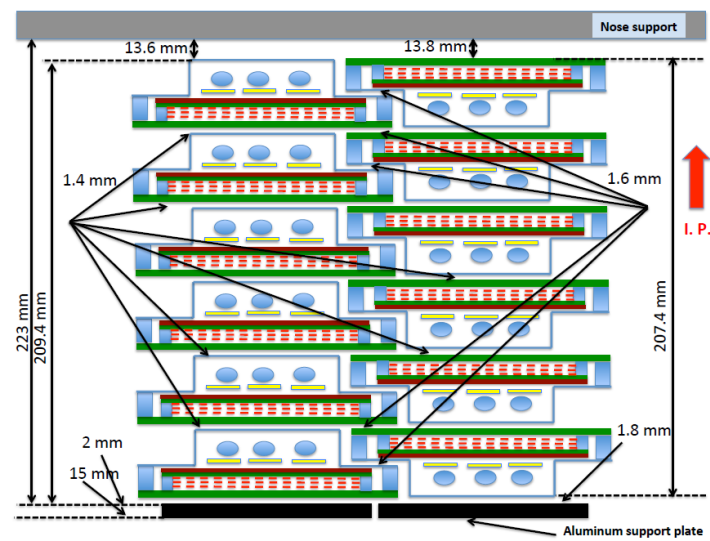 Nose support
13.6 mm
13.8 mm
1.4 mm
1.6 mm
I. P.
223 mm
209.4 mm
207.4 mm
2 mm
15 mm
1.8 mm
Aluminum support plate